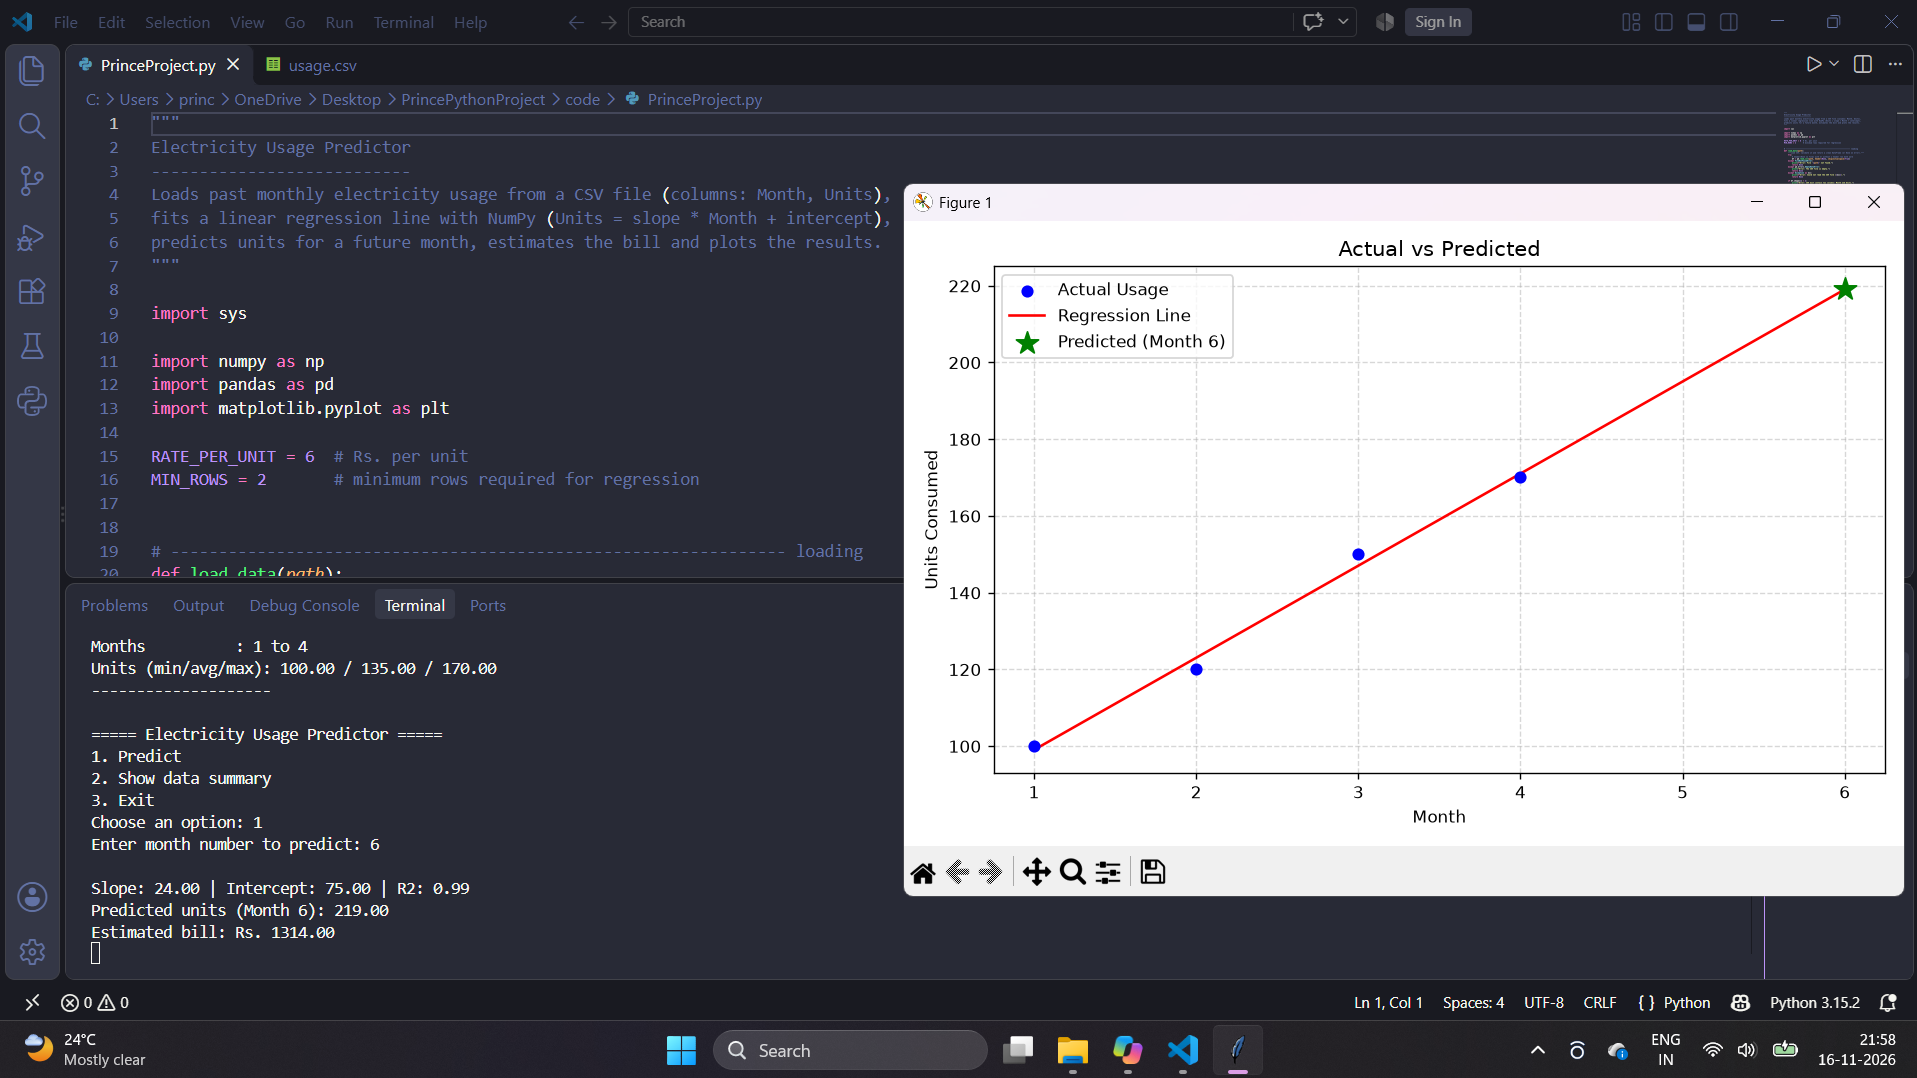 File Edit Selection View Go Run Terminal Help
Search
Sign In
PrinceProject.py
usage.csv
C: > Users > princ > OneDrive > Desktop > PrincePythonProject > code > PrinceProject.py
1 """
2 Electricity Usage Predictor
3 ---------------------------
4 Loads past monthly electricity usage from a CSV file (columns: Month, Units),
5 fits a linear regression line with NumPy (Units = slope * Month + intercept),
6 predicts units for a future month, estimates the bill and plots the results.
7 """
8
9 import sys
10
11 import numpy as np
12 import pandas as pd
13 import matplotlib.pyplot as plt
14
15 RATE_PER_UNIT = 6 # Rs. per unit
16 MIN_ROWS = 2 # minimum rows required for regression
17
18
19 # ---------------------------------------------------------------- loading
20 def load_data(path):
Figure 1
Actual vs Predicted
Actual Usage
Regression Line
Predicted (Month 6)
220
200
180
160
140
120
100
Units Consumed
1 2 3 4 5 6
Month
Problems Output Debug Console Terminal Ports
Months : 1 to 4
Units (min/avg/max): 100.00 / 135.00 / 170.00
--------------------
===== Electricity Usage Predictor =====
1. Predict
2. Show data summary
3. Exit
Choose an option: 1
Enter month number to predict: 6
Slope: 24.00 | Intercept: 75.00 | R2: 0.99
Predicted units (Month 6): 219.00
Estimated bill: Rs. 1314.00
0 0
Ln 1, Col 1 Spaces: 4 UTF-8 CRLF { } Python Python 3.15.2
24°C
Mostly clear
Search
ENG
IN
21:58
16-11-2026